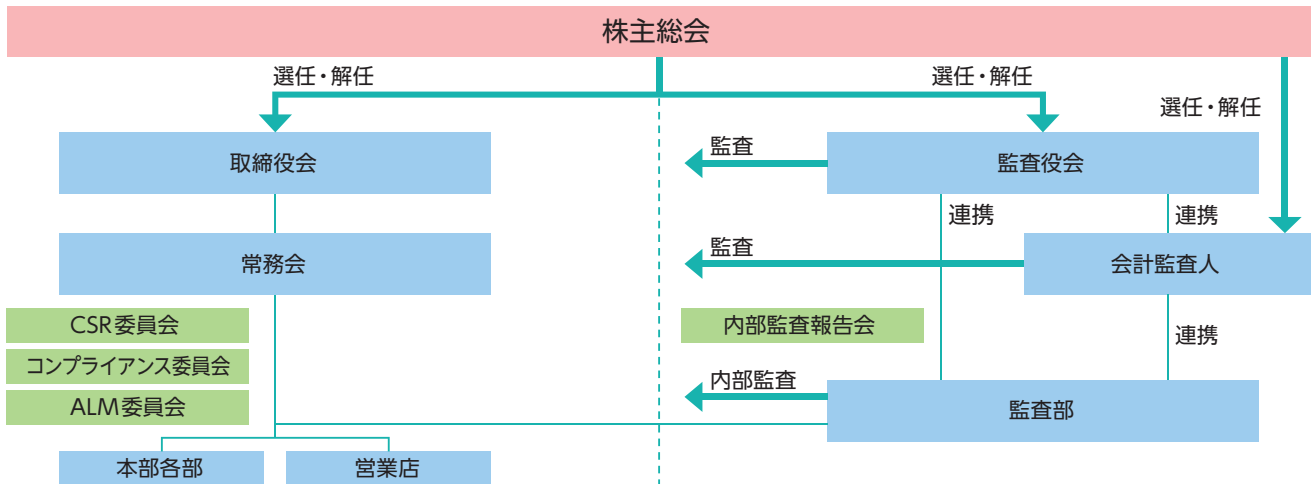 株主総会
選任・解任
選任・解任
選任・解任
取締役会
監査
監査役会
連携
連携
常務会
監査
会計監査人
CSR委員会
内部監査報告会
連携
コンプライアンス委員会
内部監査
ALM委員会
監査部
本部各部
営業店